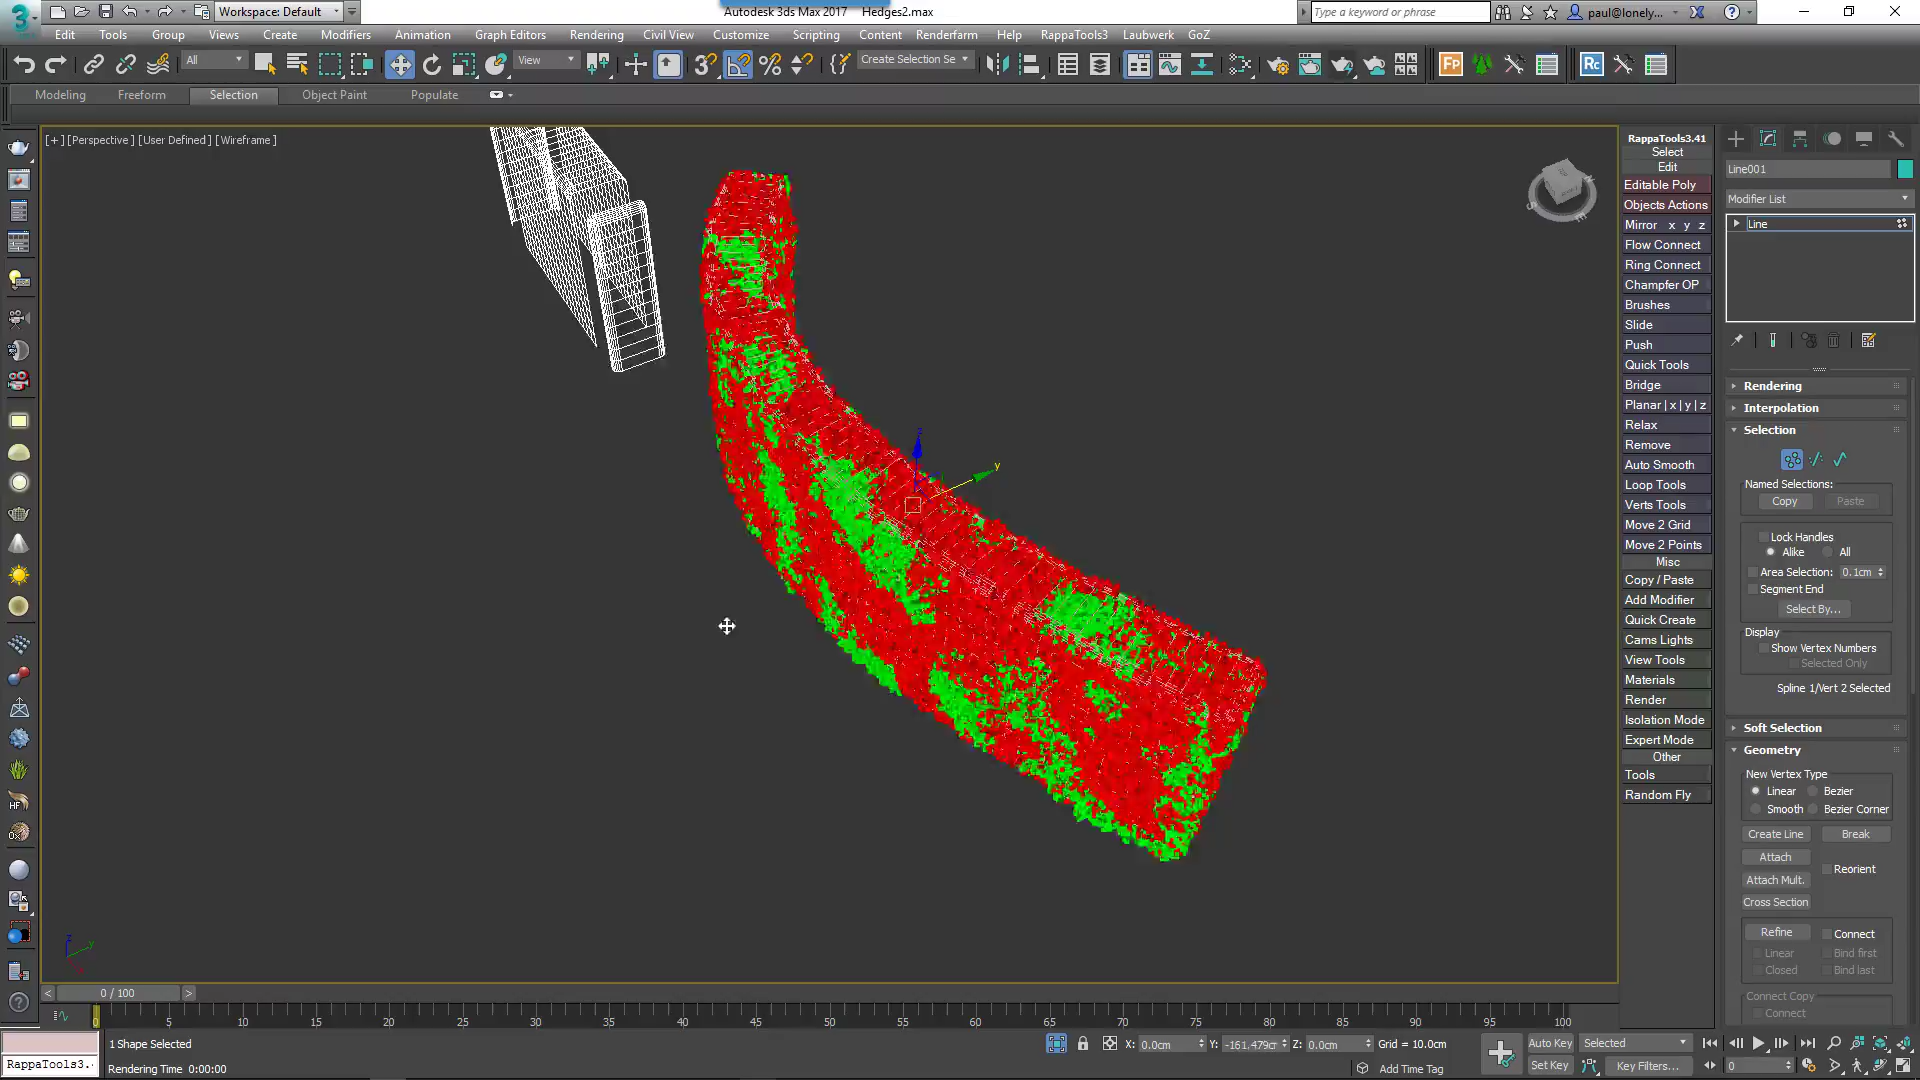 Workspace: Default
Autodesk 3ds Max 2017 Hedges2.max
Type a keyword or phrase
paul@lonely...
Edit Tools Group Views Create Modifiers Animation Graph Editors Rendering Civil View Customize Scripting Content Renderfarm Help RappaTools3 Laubwerk GoZ
All View Create Selection Se Fp Rc
Modeling Freeform Selection Object Paint Populate
[+] [Perspective] [User Defined] [Wireframe]
RappaTools3.41
Select
Edit
Editable Poly
Objects Actions
Mirror x y z
Flow Connect
Ring Connect
Champfer OP
Brushes
Slide
Push
Quick Tools
Bridge
Planar | x | y | z
Relax
Remove
Auto Smooth
Loop Tools
Verts Tools
Move 2 Grid
Move 2 Points
Misc
Copy / Paste
Add Modifier
Quick Create
Cams Lights
View Tools
Materials
Render
Isolation Mode
Expert Mode
Other
Tools
Random Fly
Line001
Modifier List
Line
Rendering
Interpolation
Selection
Named Selections:
Copy Paste
Lock Handles
Alike All
Area Selection: 0.1cm
Segment End
Select By...
Display
Show Vertex Numbers
Selected Only
Spline 1/Vert 2 Selected
Soft Selection
Geometry
New Vertex Type
Linear Bezier
Smooth Bezier Corner
Create Line Break
Attach
Reorient
Attach Mult.
Cross Section
Refine Connect
Linear Bind first
Closed Bind last
Connect Copy
Connect
z y
z y
HF
Ox
< 0 / 100 >
0 5 10 15 20 25 30 35 40 45 50 55 60 65 70 75 80 85 90 95 100
1 Shape Selected
X: 0.0cm Y: -161.479cr Z: 0.0cm Grid = 10.0cm
Auto Key Selected
RappaTools3.
Rendering Time 0:00:00
Add Time Tag
Set Key Key Filters...
0